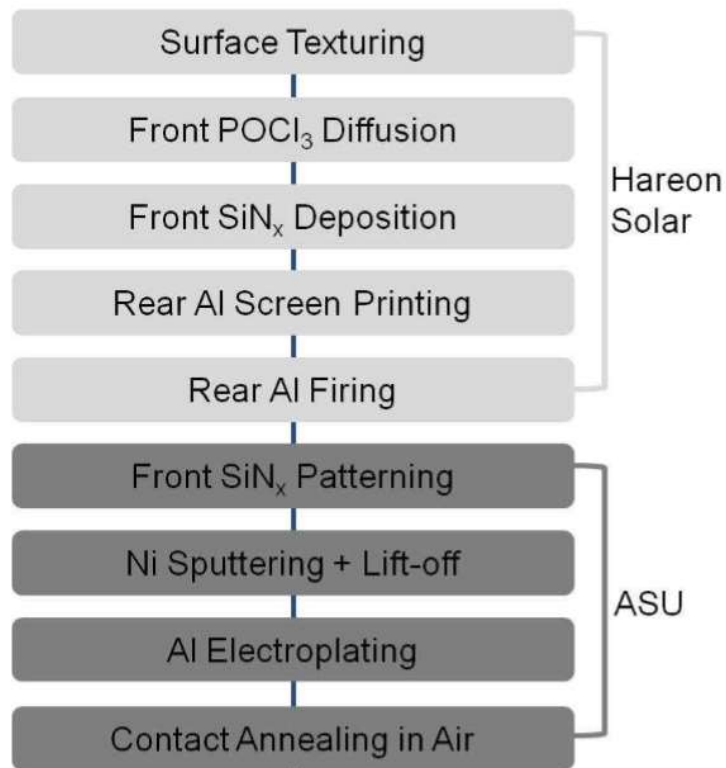 Surface Texturing
Front POCl₃ Diffusion
Front SiNₓ Deposition
Rear Al Screen Printing
Rear Al Firing
Hareon
Solar
Front SiNₓ Patterning
Ni Sputtering + Lift-off
Al Electroplating
Contact Annealing in Air
ASU